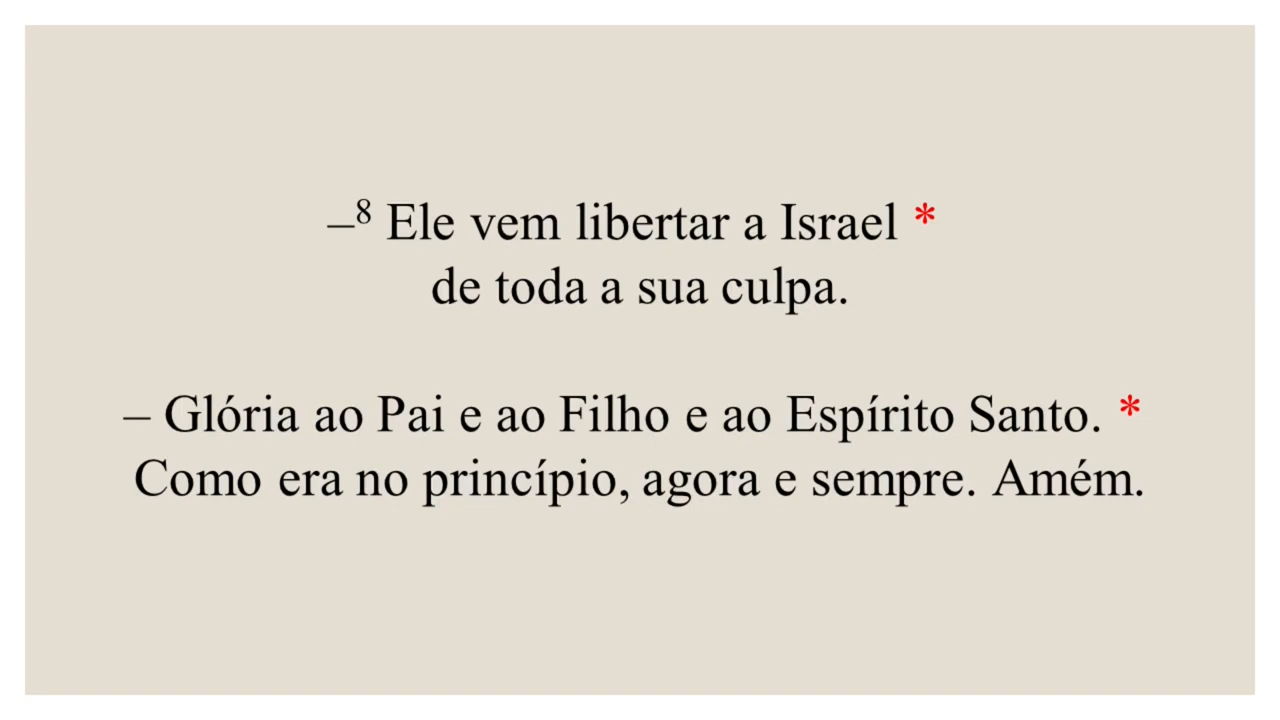 –⁸ Ele vem libertar a Israel *
de toda a sua culpa.
– Glória ao Pai e ao Filho e ao Espírito Santo. *
Como era no princípio, agora e sempre. Amém.